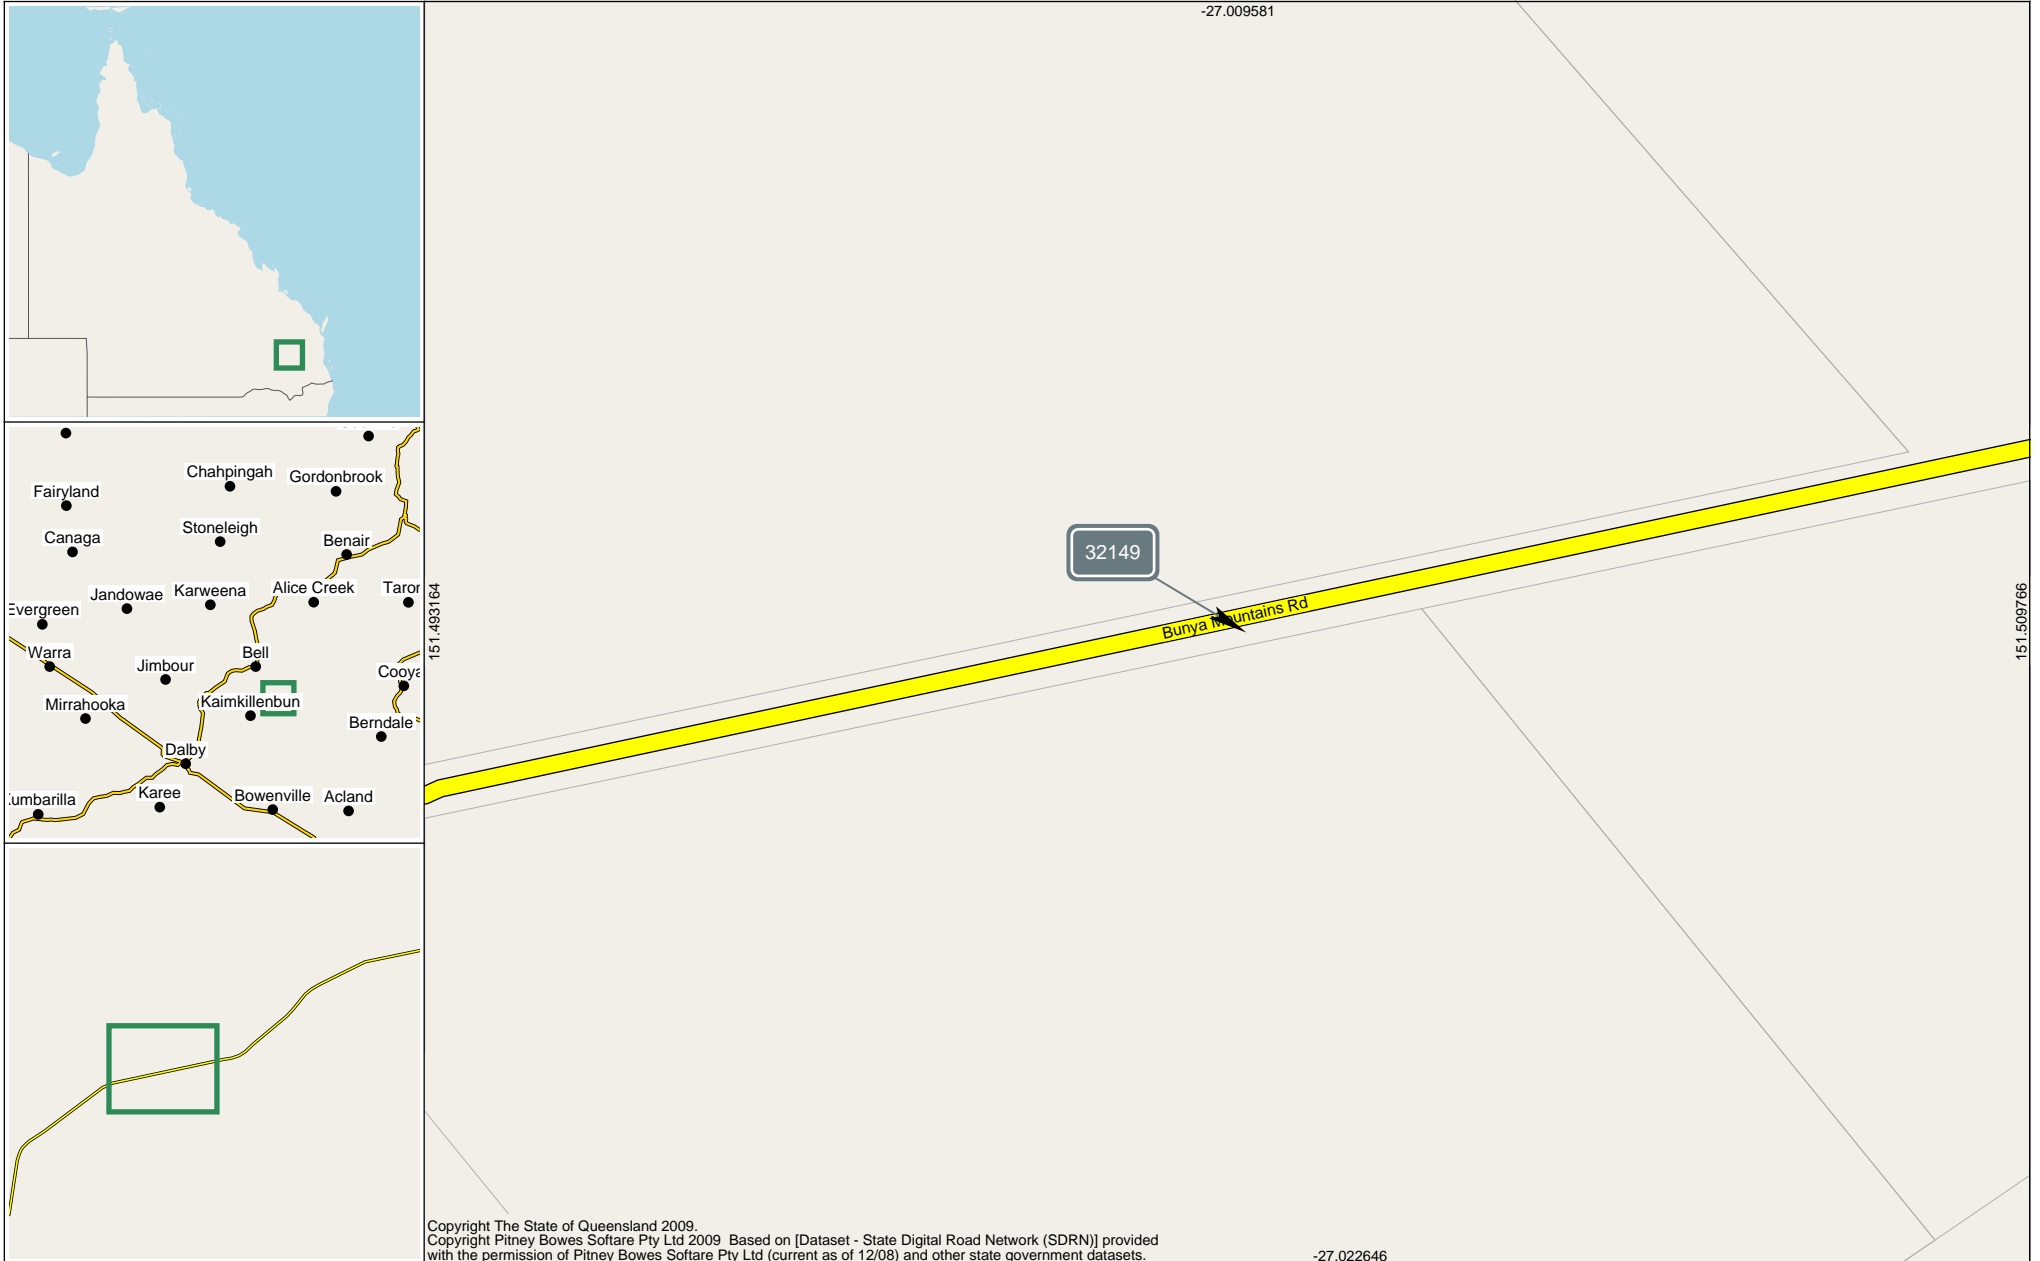 -27.009581
Chahpingah
Gordonbrook
Fairyland
Stoneleigh
Canaga
Benair
Jandowae
Karweena
Alice Creek
Taror
Evergreen
Warra
Bell
Jimbour
Cooya
Kaimkillenbun
Mirrahooka
Berndale
Dalby
Karee
Bowenville
Acland
umbarilla
151.493164
32149
Bunya Mountains Rd
151.509766
Copyright The State of Queensland 2009.
Copyright Pitney Bowes Softare Pty Ltd 2009 Based on [Dataset - State Digital Road Network (SDRN)] provided
with the permission of Pitney Bowes Softare Pty Ltd (current as of 12/08) and other state government datasets.
-27.022646